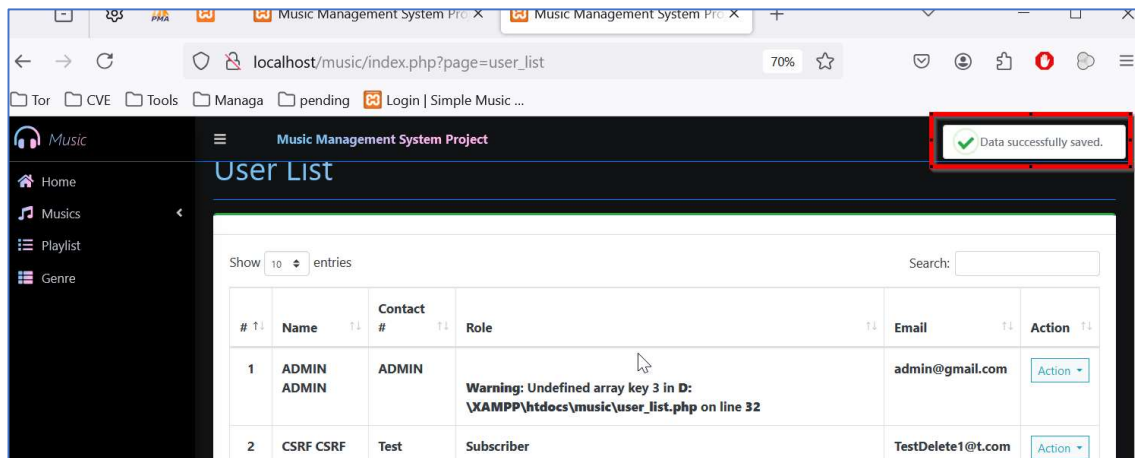 PMA Music Management System Pro Music Management System Pro
localhost/music/index.php?page=user_list 70%
Tor CVE Tools Managa pending Login | Simple Music ...
Music Music Management System Project Data successfully saved.
User List
Home
Musics
Playlist
Genre
Show 10 entries Search:
# Name Contact # Role Email Action
1 ADMIN ADMIN ADMIN admin@gmail.com Action
Warning: Undefined array key 3 in D:
\XAMPP\htdocs\music\user_list.php on line 32
2 CSRF CSRF Test Subscriber TestDelete1@t.com Action